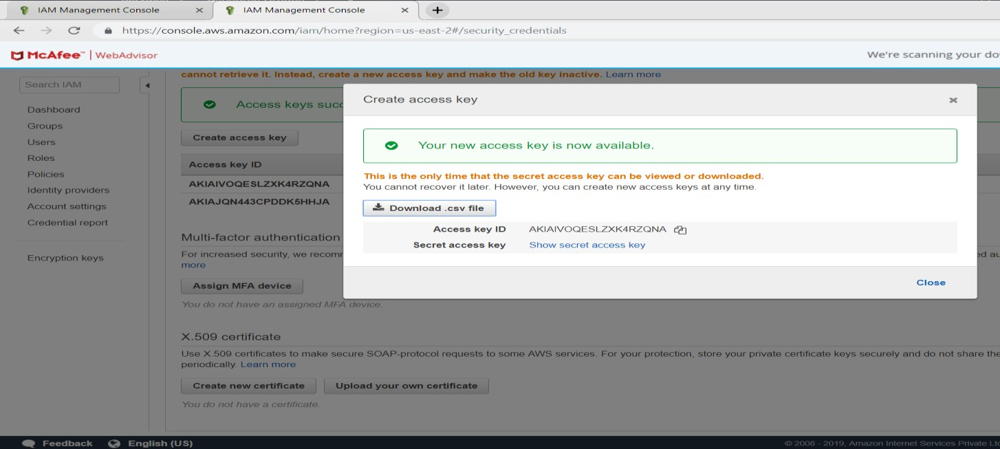 IAM Management Console
IAM Management Console
https://console.aws.amazon.com/iam/home?region=us-east-2#/security_credentials
McAfee™ | WebAdvisor
We're scanning your do
cannot retrieve it. Instead, create a new access key and make the old key inactive. Learn more
Search IAM
Dashboard
Groups
Users
Roles
Policies
Identity providers
Account settings
Credential report
Encryption keys
Access keys succ
Create access key
Access key ID
AKIAIVOQESLZXK4RZQNA
AKIAJQN443CPDDK5HHJA
Multi-factor authentication
For increased security, we recomm
ed au
more
Assign MFA device
You do not have an assigned MFA device.
X.509 certificate
Use X.509 certificates to make secure SOAP-protocol requests to some AWS services. For your protection, store your private certificate keys securely and do not share the
periodically. Learn more
Create new certificate
Upload your own certificate
You do not have a certificate.
Create access key
Your new access key is now available.
This is the only time that the secret access key can be viewed or downloaded.
You cannot recover it later. However, you can create new access keys at any time.
Download .csv file
Access key ID AKIAIVOQESLZXK4RZQNA
Secret access key Show secret access key
Close
Feedback
English (US)
© 2008 - 2019, Amazon Internet Services Private Ltd